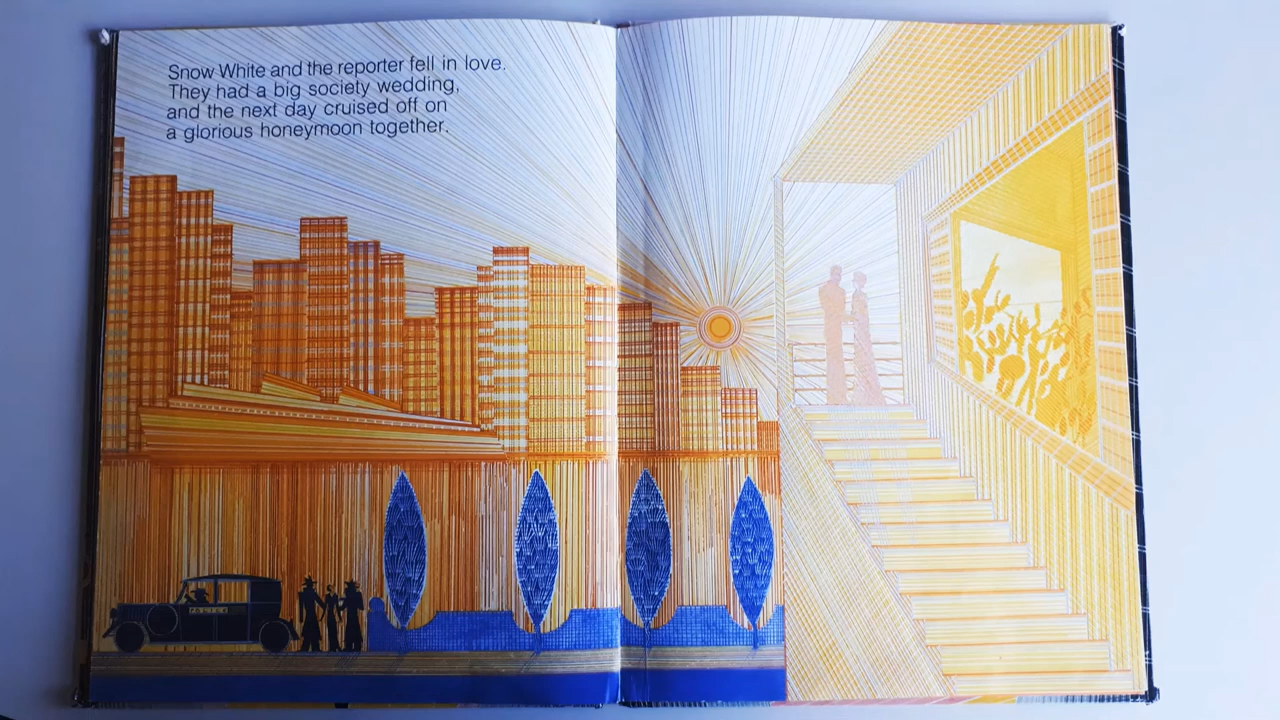 Snow White and the reporter fell in love.
They had a big society wedding,
and the next day cruised off on
a glorious honeymoon together.
POLICE